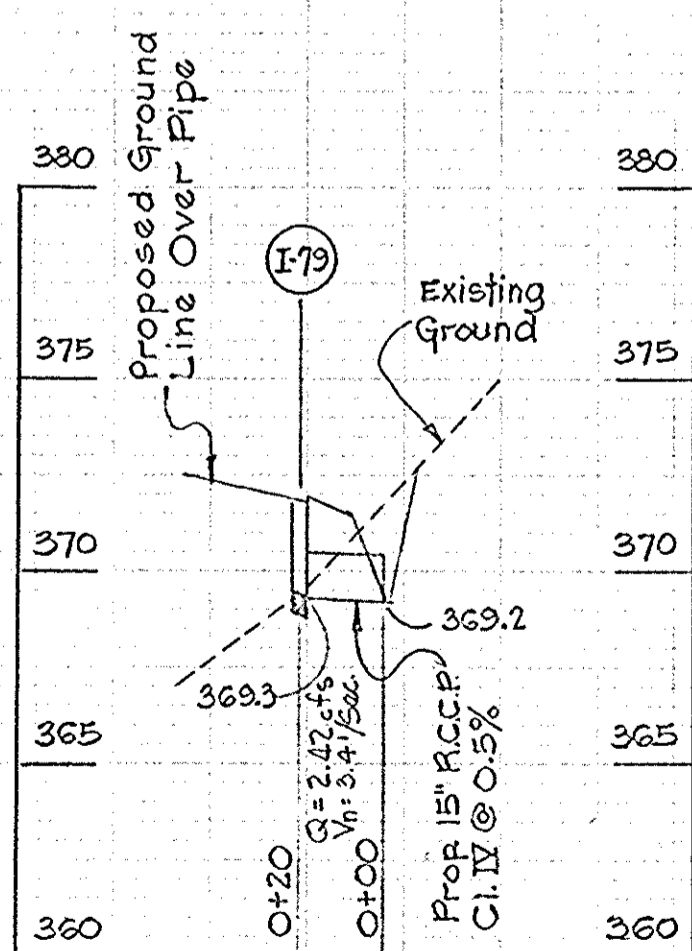 Proposed Ground
Line Over Pipe
380
380
I-79
Existing
Ground
375
375
370
370
369.2
369.3
Q = 2.42 cfs
Vn = 3.4'/sec.
Prop. 15" R.C.C.P.
Cl. IV @ 0.5%
365
365
0+20
0+00
360
360